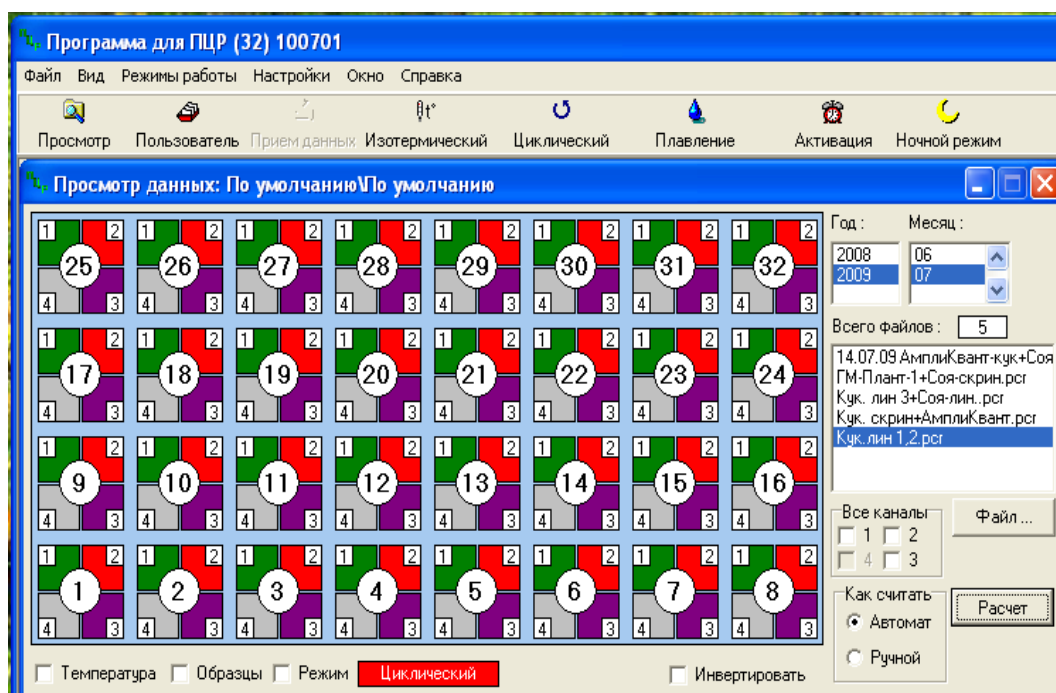 Программа для ПЦР (32) 100701
Файл Вид Режимы работы Настройки Окно Справка
Просмотр Пользователь Прием данных Изотермический Циклический Плавление Активация Ночной режим
Просмотр данных: По умолчанию\По умолчанию
1 2 1 2 1 2 1 2 1 2 1 2 1 2 1 2
25 26 27 28 29 30 31 32
4 3 4 3 4 3 4 3 4 3 4 3 4 3 4 3
1 2 1 2 1 2 1 2 1 2 1 2 1 2 1 2
17 18 19 20 21 22 23 24
4 3 4 3 4 3 4 3 4 3 4 3 4 3 4 3
1 2 1 2 1 2 1 2 1 2 1 2 1 2 1 2
9 10 11 12 13 14 15 16
4 3 4 3 4 3 4 3 4 3 4 3 4 3 4 3
1 2 1 2 1 2 1 2 1 2 1 2 1 2 1 2
1 2 3 4 5 6 7 8
4 3 4 3 4 3 4 3 4 3 4 3 4 3 4 3
Температура Образцы Режим Циклический Инвертировать
Год : Месяц :
2008 06
2009 07
Всего файлов : 5
14.07.09 АмплиКвант-кук+Соя
ГМ-Плант-1+Соя-скрин.pcr
Кук. лин 3+Соя-лин..pcr
Кук. скрин+АмплиКвант.pcr
Кук.лин 1,2.pcr
Все каналы Файл ...
1 2
4 3
Как считать
Автомат Расчет
Ручной